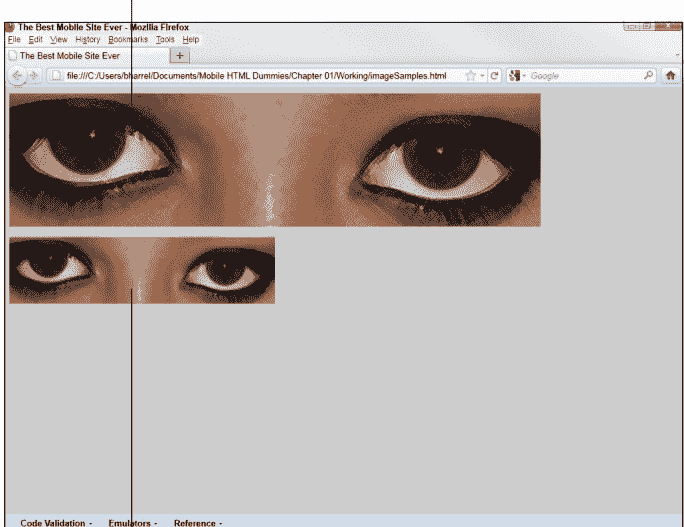 The Best Mobile Site Ever - Mozilla Firefox
File Edit View History Bookmarks Tools Help
The Best Mobile Site Ever +
file:///C:/Users/bharrel/Documents/Mobile HTML Dummies/Chapter 01/Working/imageSamples.html Google
Code Validation Emulators Reference